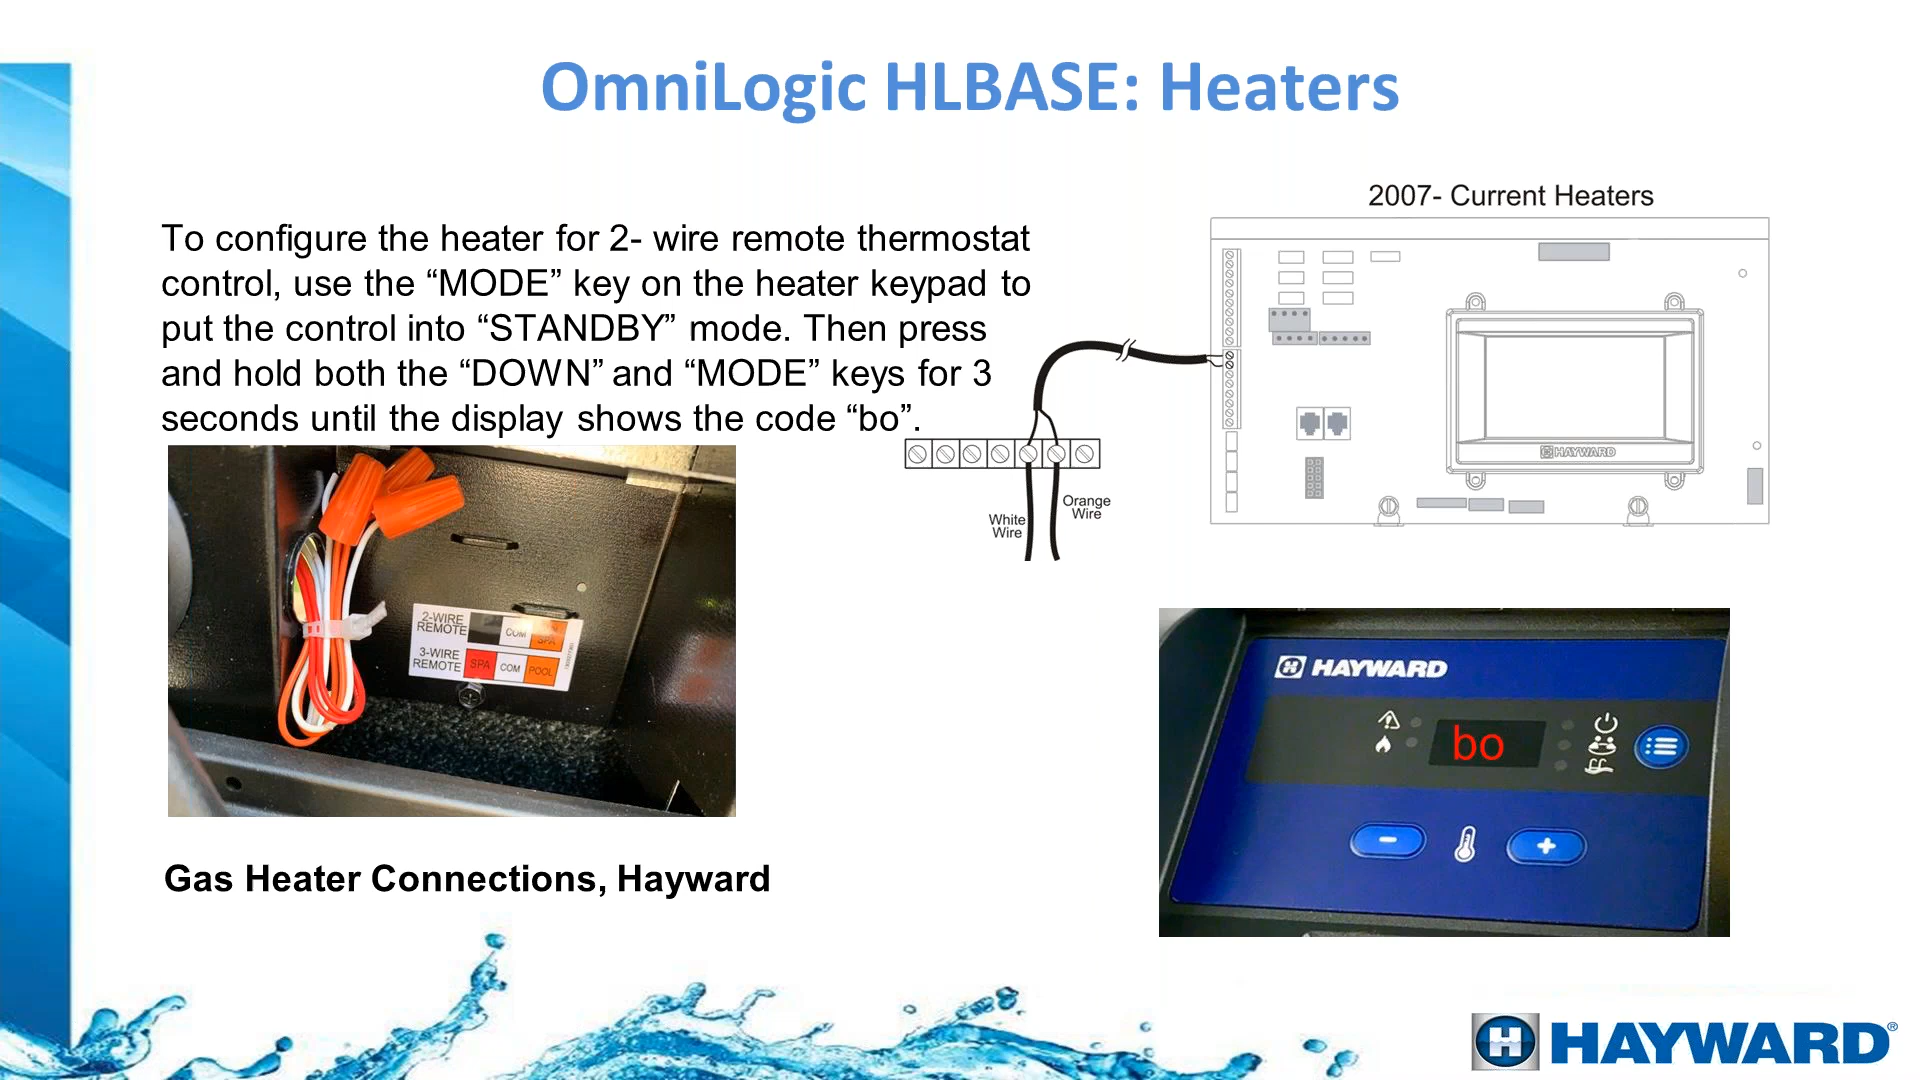 OmniLogic HLBASE: Heaters
2007- Current Heaters
To configure the heater for 2- wire remote thermostat
control, use the “MODE” key on the heater keypad to
put the control into “STANDBY” mode. Then press
and hold both the “DOWN” and “MODE” keys for 3
seconds until the display shows the code “bo”.
HAYWARD
White
Wire
Orange
Wire
2-WIRE
REMOTE
COM
SPA
3-WIRE
REMOTE
SPA
COM
POOL
HAYWARD
bo
Gas Heater Connections, Hayward
HAYWARD®